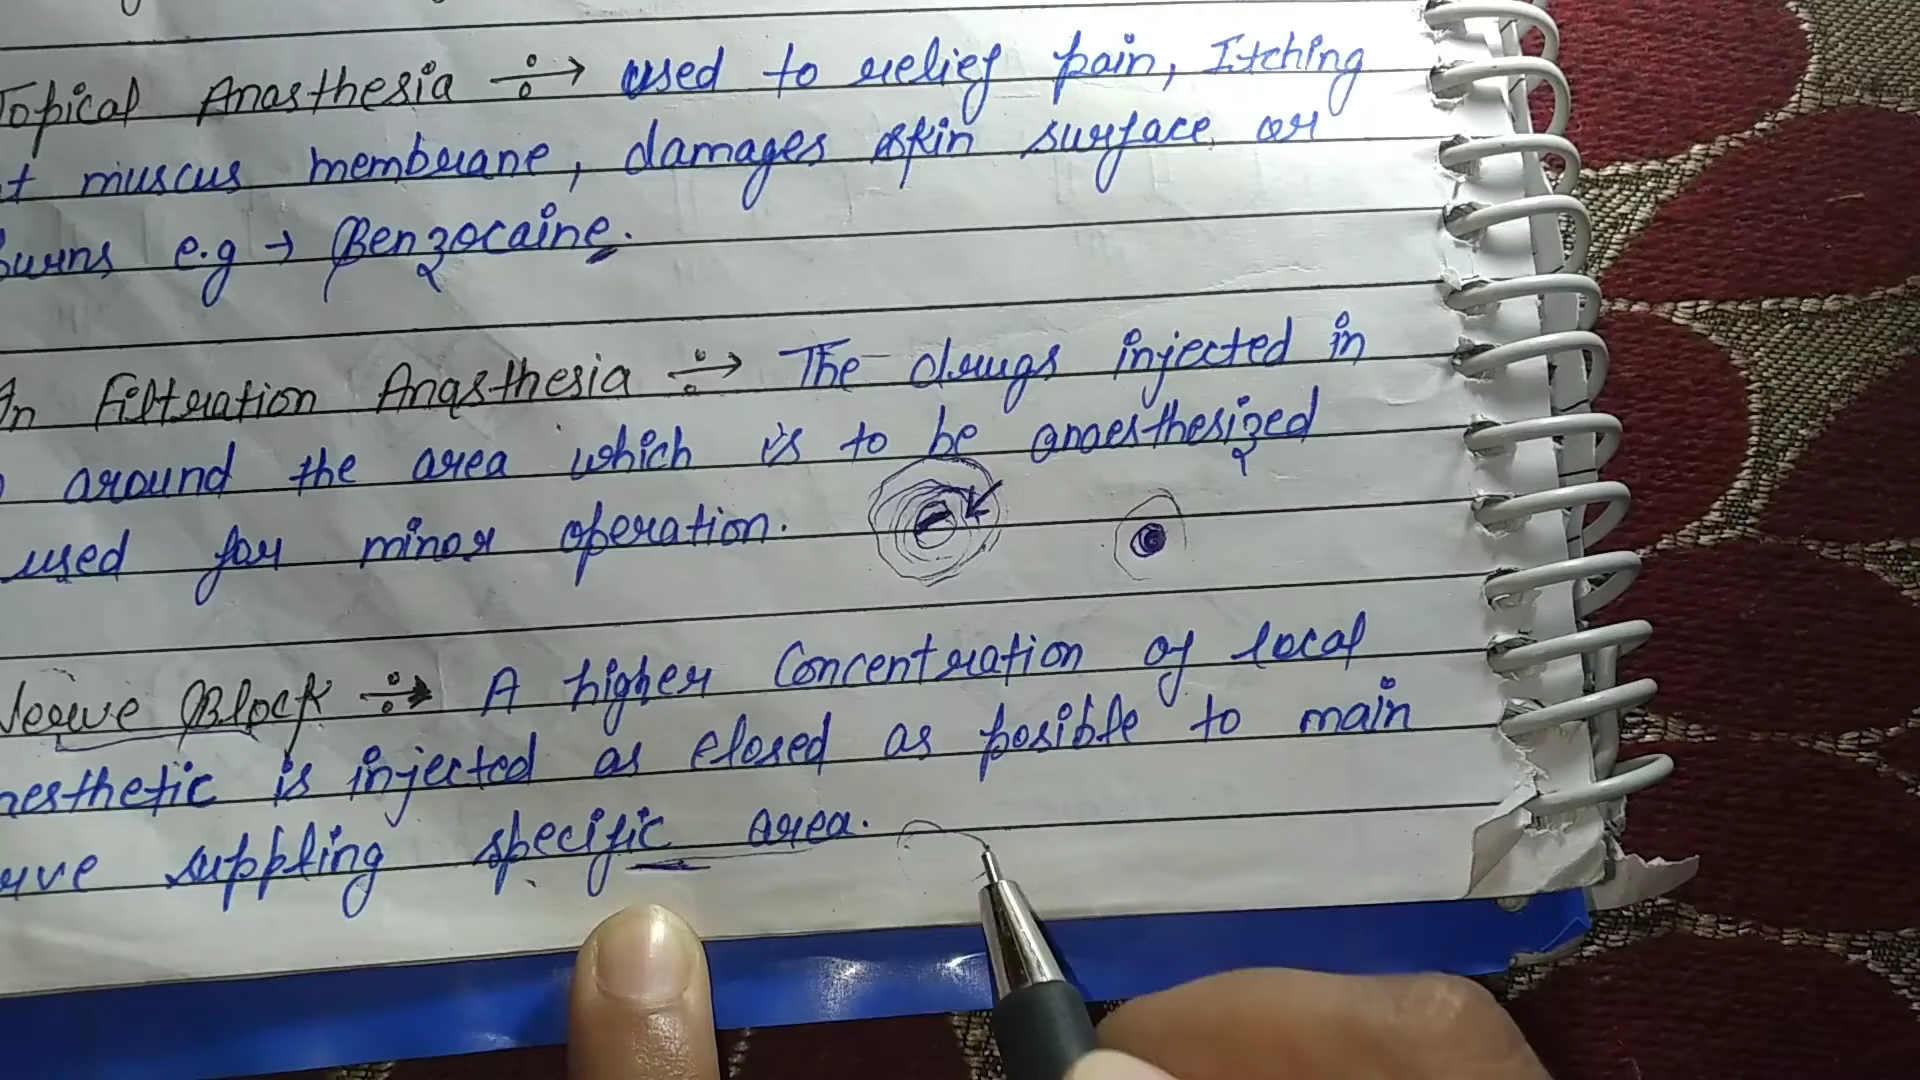 Topical Anasthesia ÷→ used to relief pain, Itching
at muscus membrane, damages skin surface or
burns e.g → Benzocaine.
In Filtration Anasthesia ÷→ The drugs injected in
around the area which is to be anaesthesized
used for minor operation.
Nerve Block ÷→ A higher Concentration of local
nesthetic is injected as closed as posible to main
erve suppling specific area.